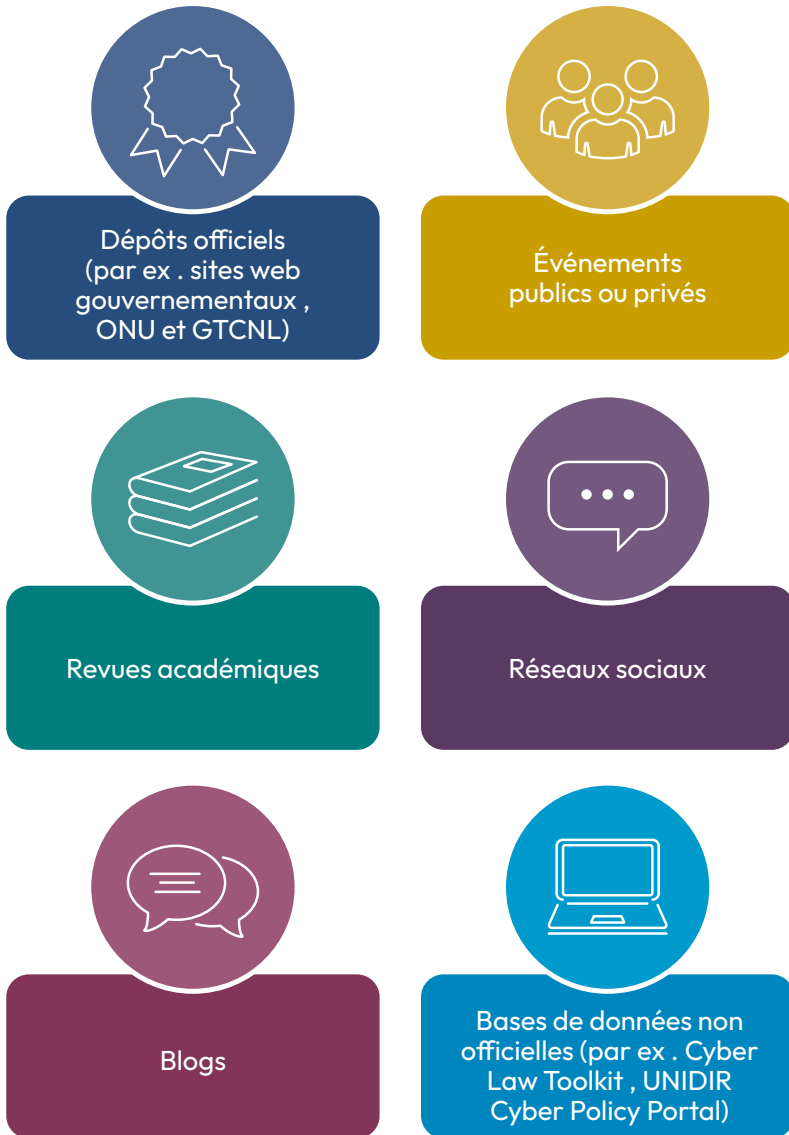 Dépôts officiels
(par ex . sites web
gouvernementaux ,
ONU et GTCNL)
Événements
publics ou privés
Revues académiques
Réseaux sociaux
Blogs
Bases de données non
officielles (par ex . Cyber
Law Toolkit , UNIDIR
Cyber Policy Portal)